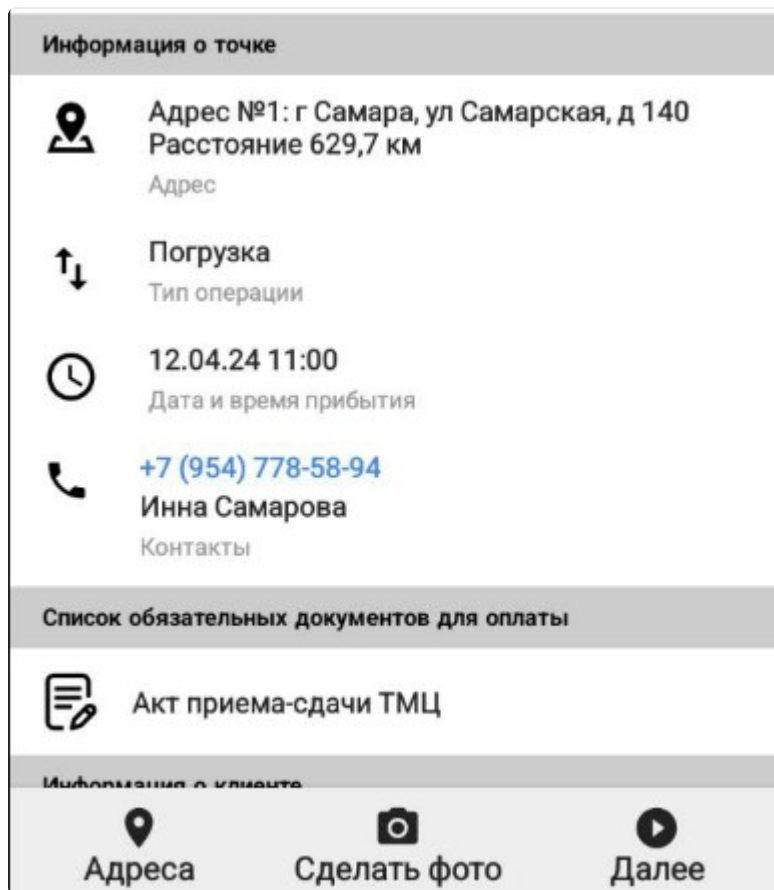 Информация о точке
Адрес №1: г Самара, ул Самарская, д 140
Расстояние 629,7 км
Адрес
Погрузка
Тип операции
12.04.24 11:00
Дата и время прибытия
+7 (954) 778-58-94
Инна Самарова
Контакты
Список обязательных документов для оплаты
Акт приема-сдачи ТМЦ
Информация о клиенте
Адреса
Сделать фото
Далее